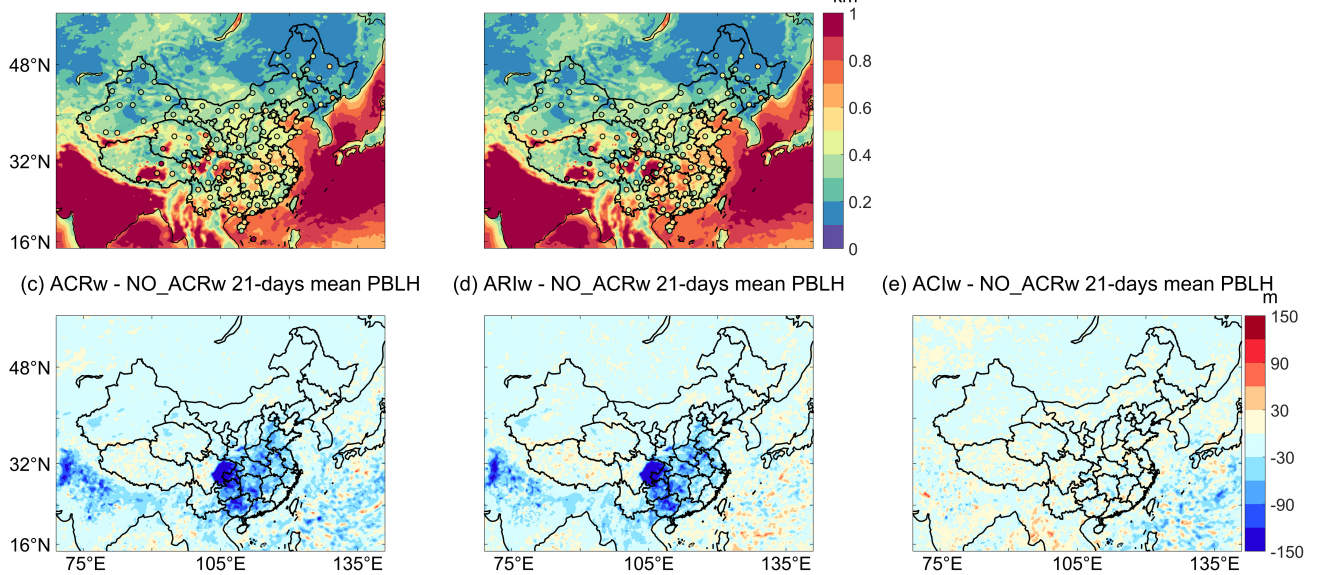 km
1
0.8
0.6
0.4
0.2
0
48°N
32°N
16°N
(c) ACRw - NO_ACRw 21-days mean PBLH
(d) ARIw - NO_ACRw 21-days mean PBLH
(e) ACIw - NO_ACRw 21-days mean PBLH
m
150
90
30
-30
-90
-150
48°N
32°N
16°N
75°E 105°E 135°E
75°E 105°E 135°E
75°E 105°E 135°E